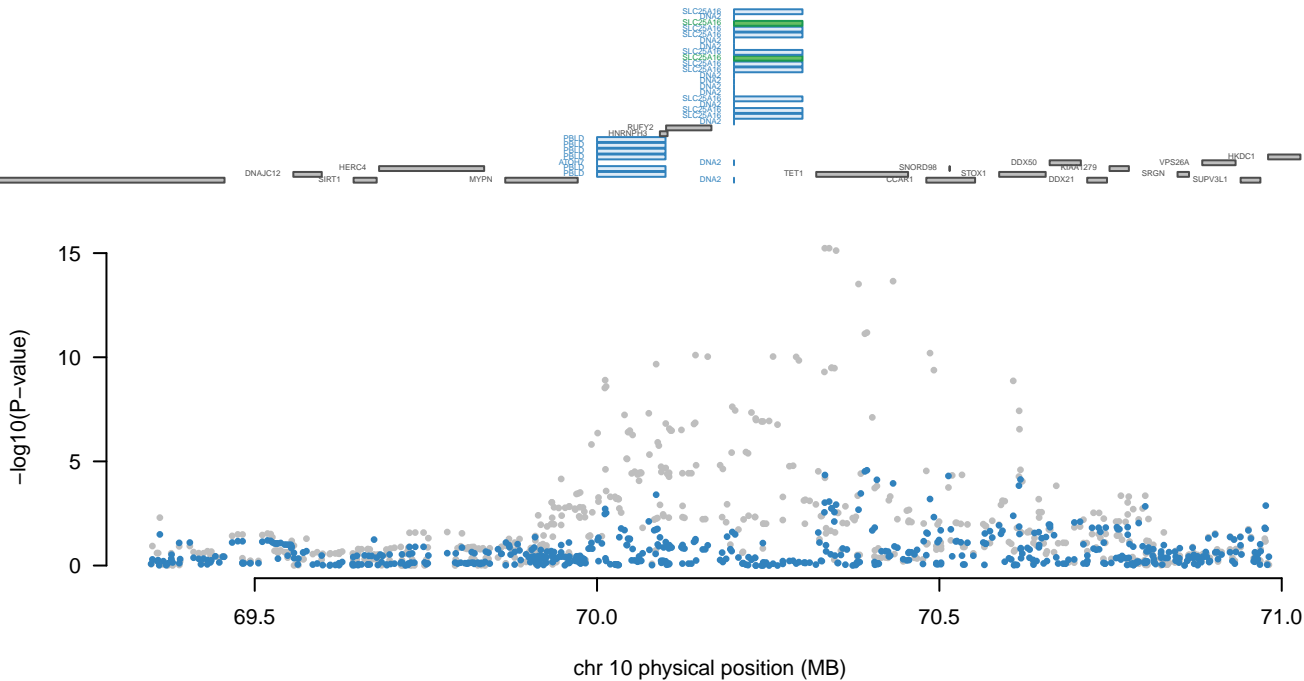 SLC25A16
DNA2
SLC25A16
SLC25A16
SLC25A16
DNA2
DNA2
SLC25A16
SLC25A16
SLC25A16
SLC25A16
DNA2
DNA2
DNA2
DNA2
SLC25A16
DNA2
SLC25A16
SLC25A16
DNA2
RUFY2
HNRNPH3
PBLD
PBLD
PBLD
PBLD
HKDC1
ATOH7 DNA2 DDX50 VPS26A
HERC4 PBLD SNORD98 KIAA1279
DNAJC12 PBLD TET1 STOX1 SRGN
SIRT1 MYPN DNA2 CCAR1 DDX21 SUPV3L1
15
10
5
0
−log10(P−value)
69.5 70.0 70.5 71.0
chr 10 physical position (MB)